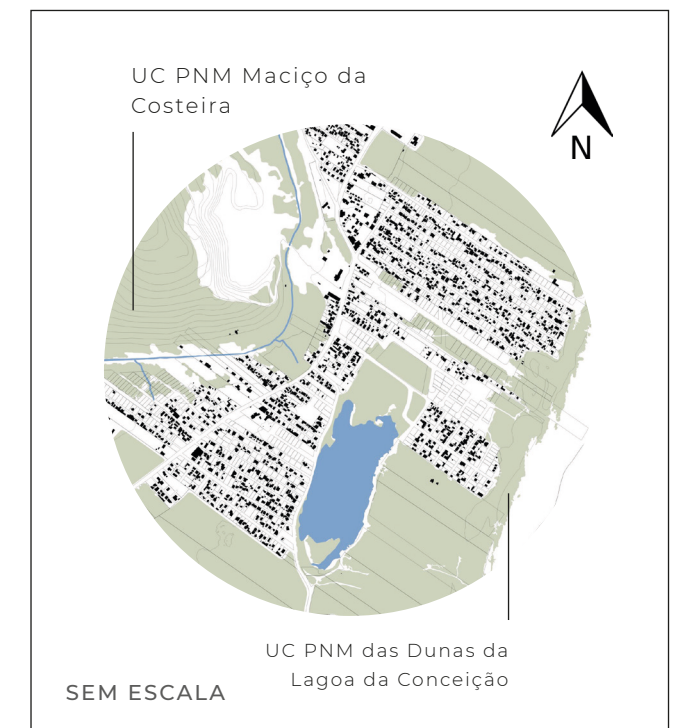 UC PNM Maciço da
Costeira
N
UC PNM das Dunas da
Lagoa da Conceição
SEM ESCALA